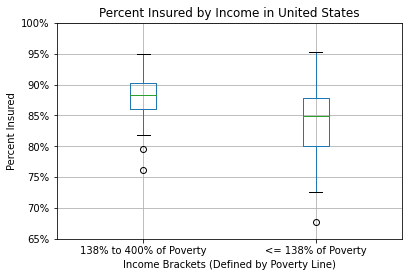 Percent Insured by Income in United States
100%
95%
90%
85%
80%
75%
70%
65%
Percent Insured
138% to 400% of Poverty
<= 138% of Poverty
Income Brackets (Defined by Poverty Line)